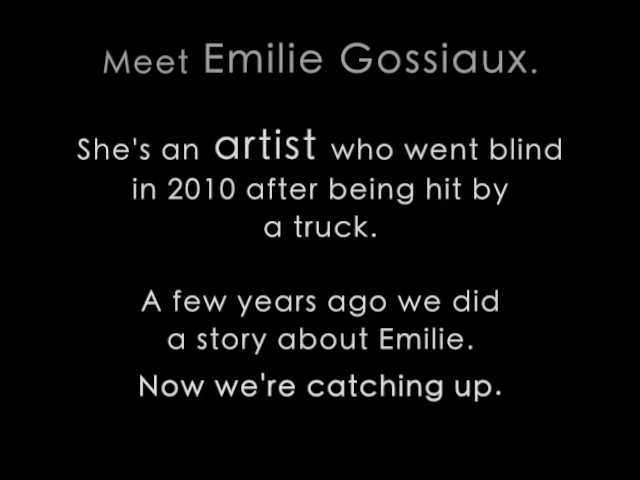 Meet Emilie Gossiaux.
She's an artist who went blind
in 2010 after being hit by
a truck.
A few years ago we did
a story about Emilie.
Now we're catching up.